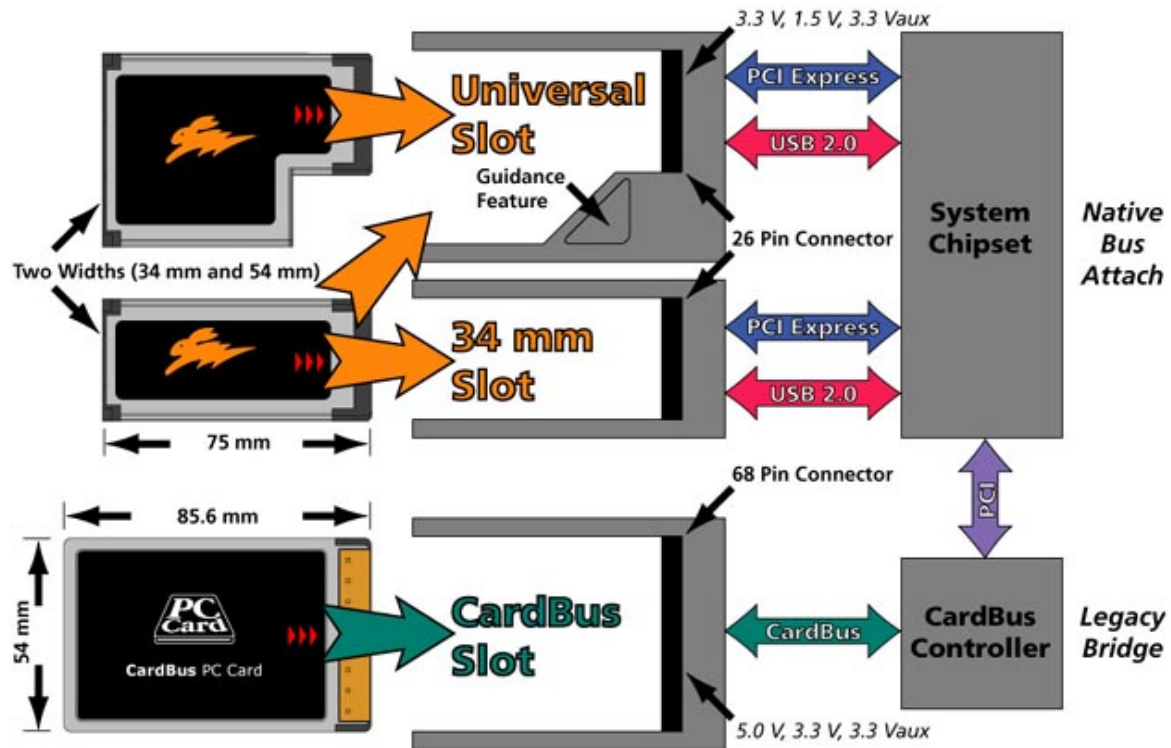 3.3 V, 1.5 V, 3.3 Vaux
Universal
Slot
PCI Express
USB 2.0
Guidance
Feature
System
Chipset
Native
Bus
Attach
26 Pin Connector
Two Widths (34 mm and 54 mm)
34 mm
Slot
PCI Express
USB 2.0
75 mm
68 Pin Connector
PCI
85.6 mm
54 mm
PC
Card
CardBus PC Card
CardBus
Slot
CardBus
CardBus
Controller
Legacy
Bridge
5.0 V, 3.3 V, 3.3 Vaux